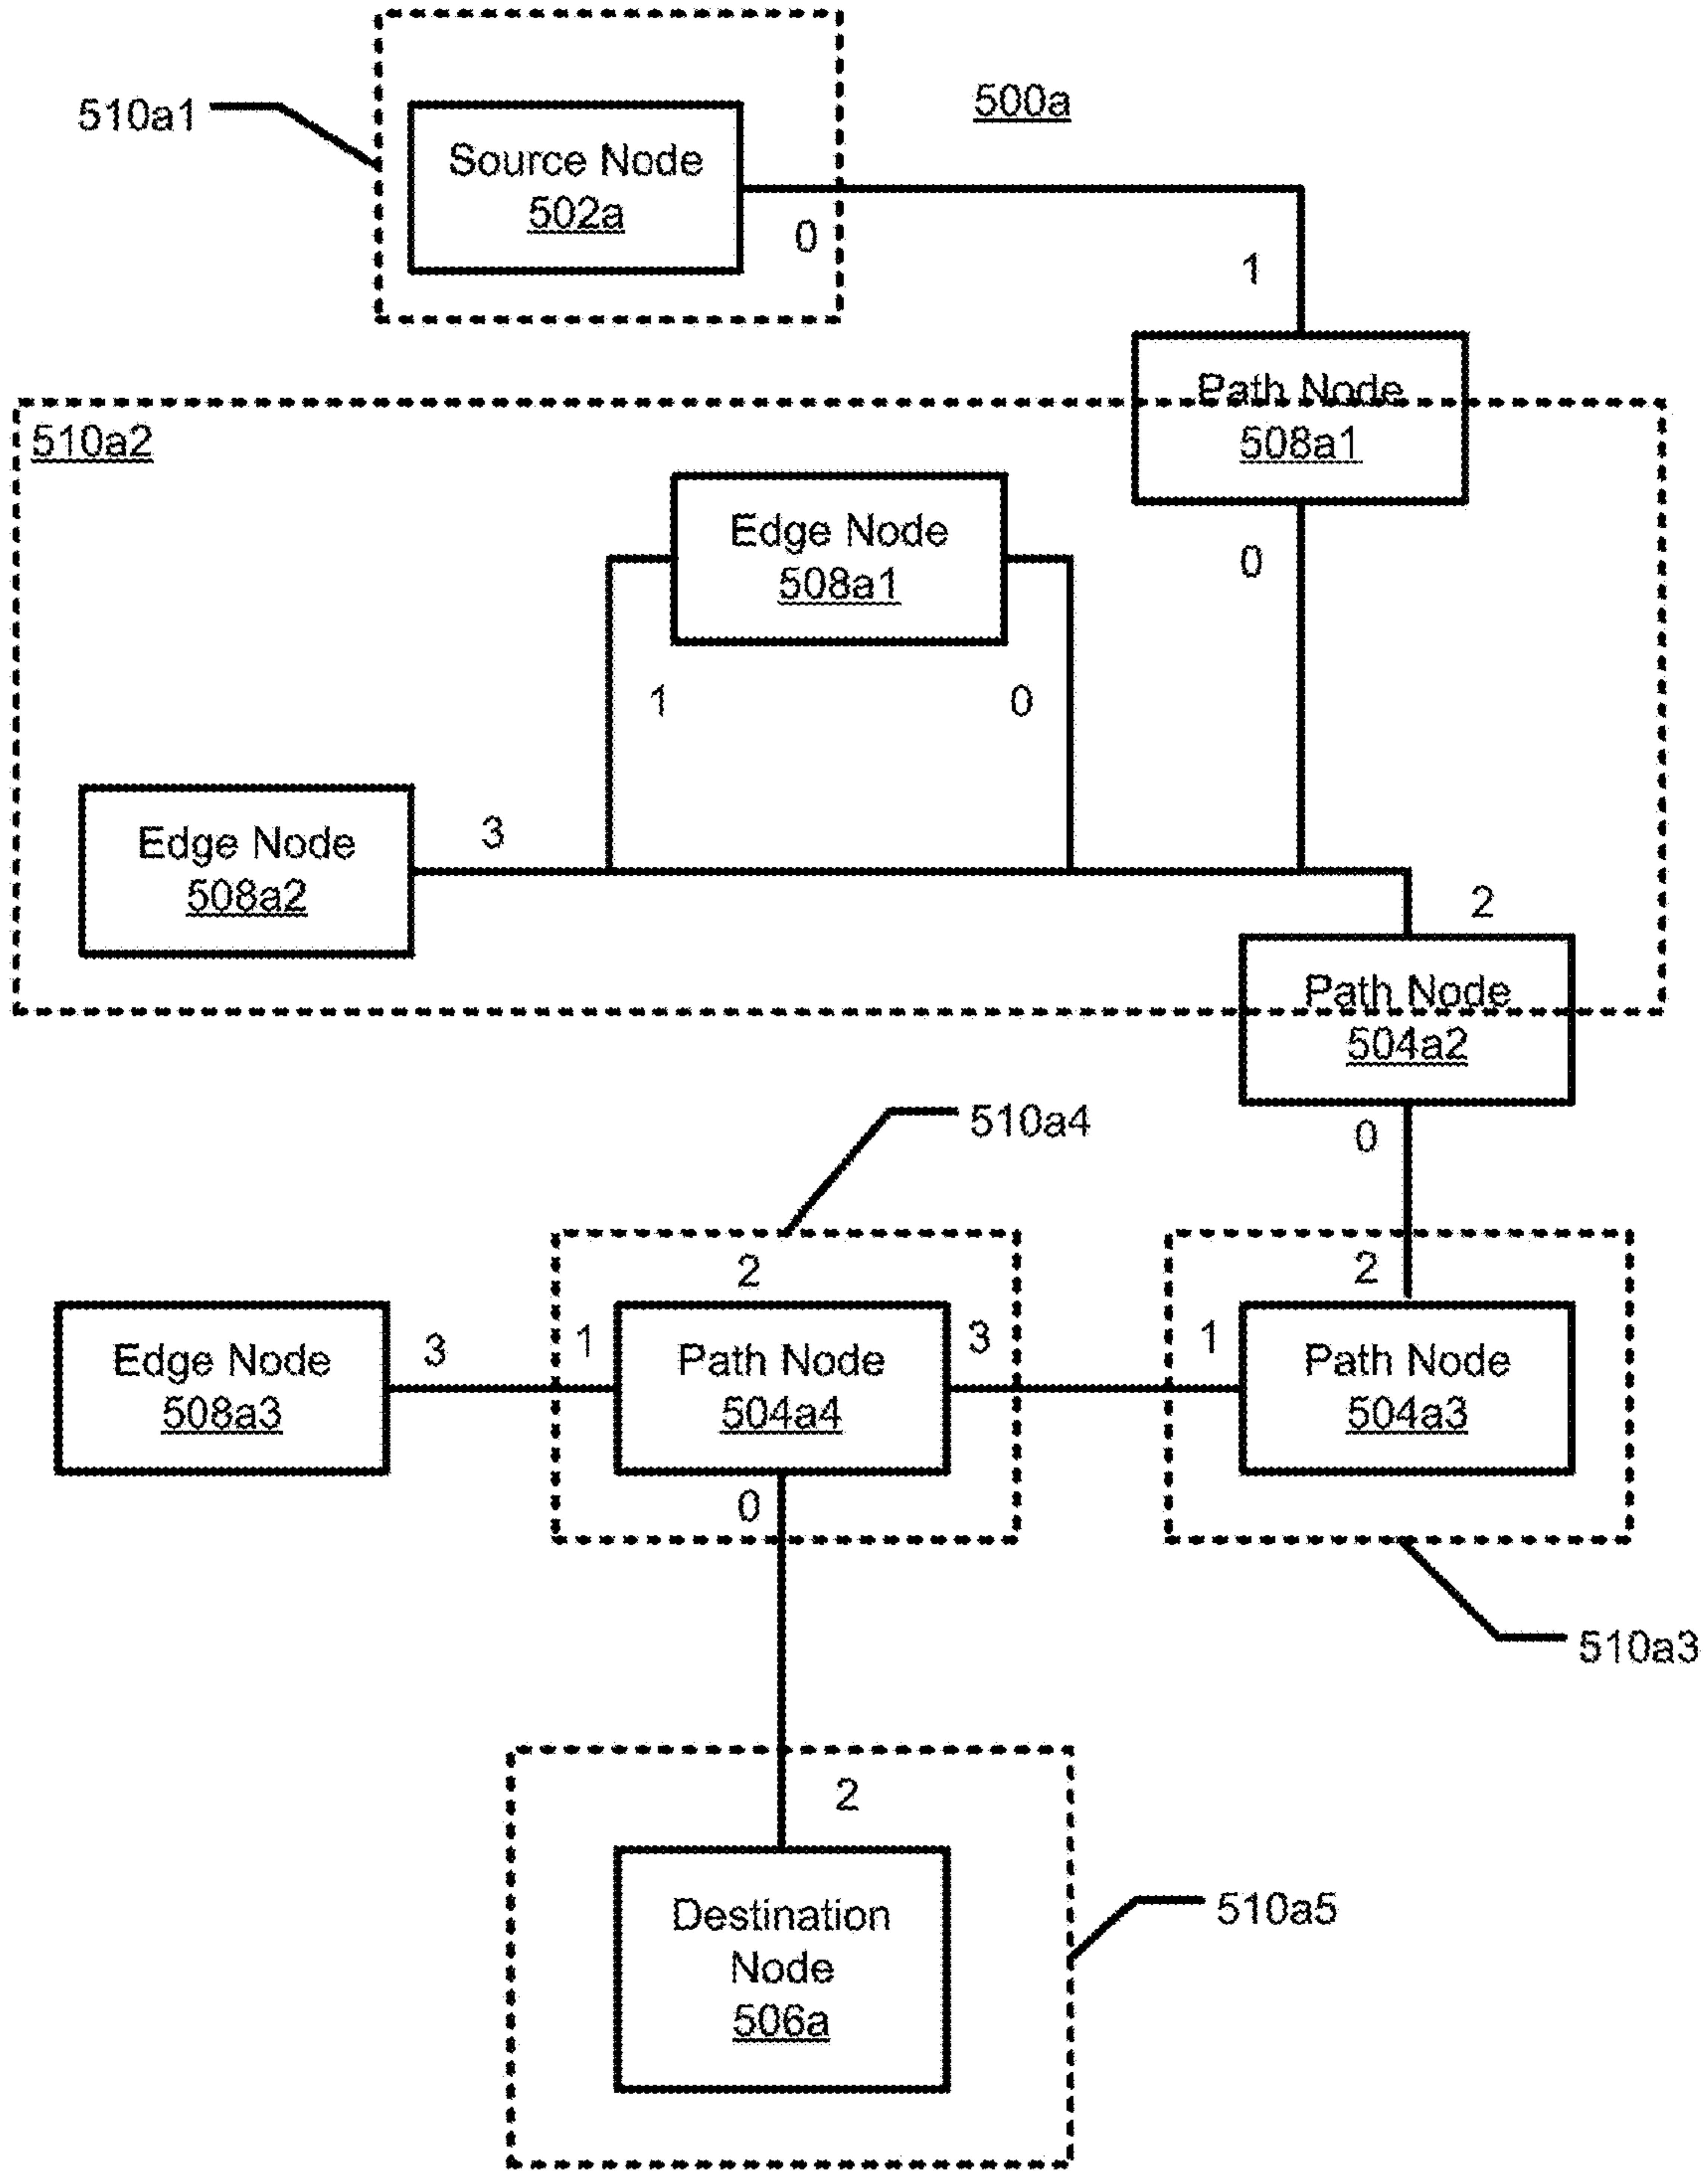 500a
510a1
Source Node
502a
0
1
Path Node
508a1
510a2
Edge Node
508a1
0
1
0
3
Edge Node
508a2
2
Path Node
504a2
0
510a4
2
2
Edge Node
508a3
3
1
Path Node
504a4
3
1
Path Node
504a3
0
510a3
2
510a5
Destination
Node
506a